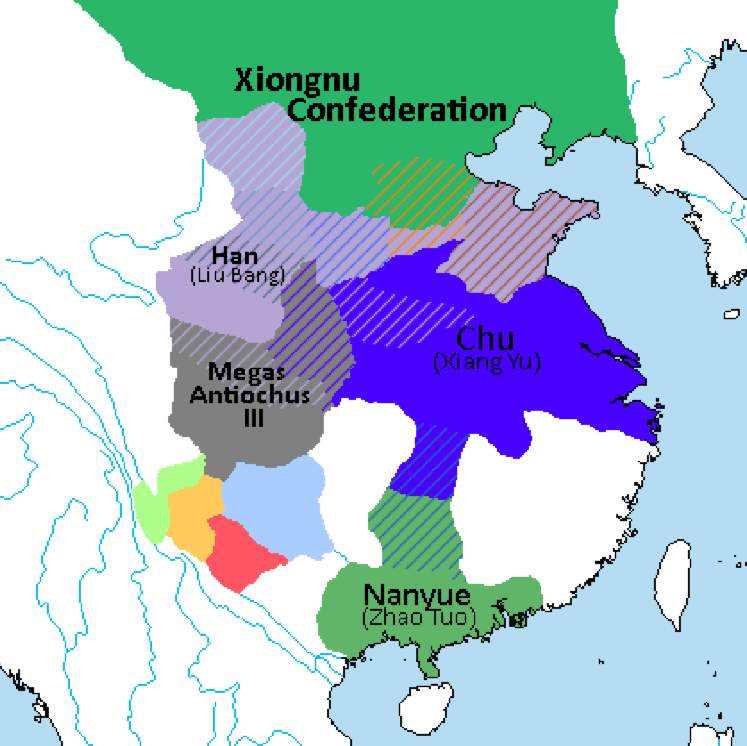 Xiongnu
Confederation
Han
(Liu Bang)
Chu
(Xiang Yu)
Megas
Antiochus
III
Nanyue
(Zhao Tuo)